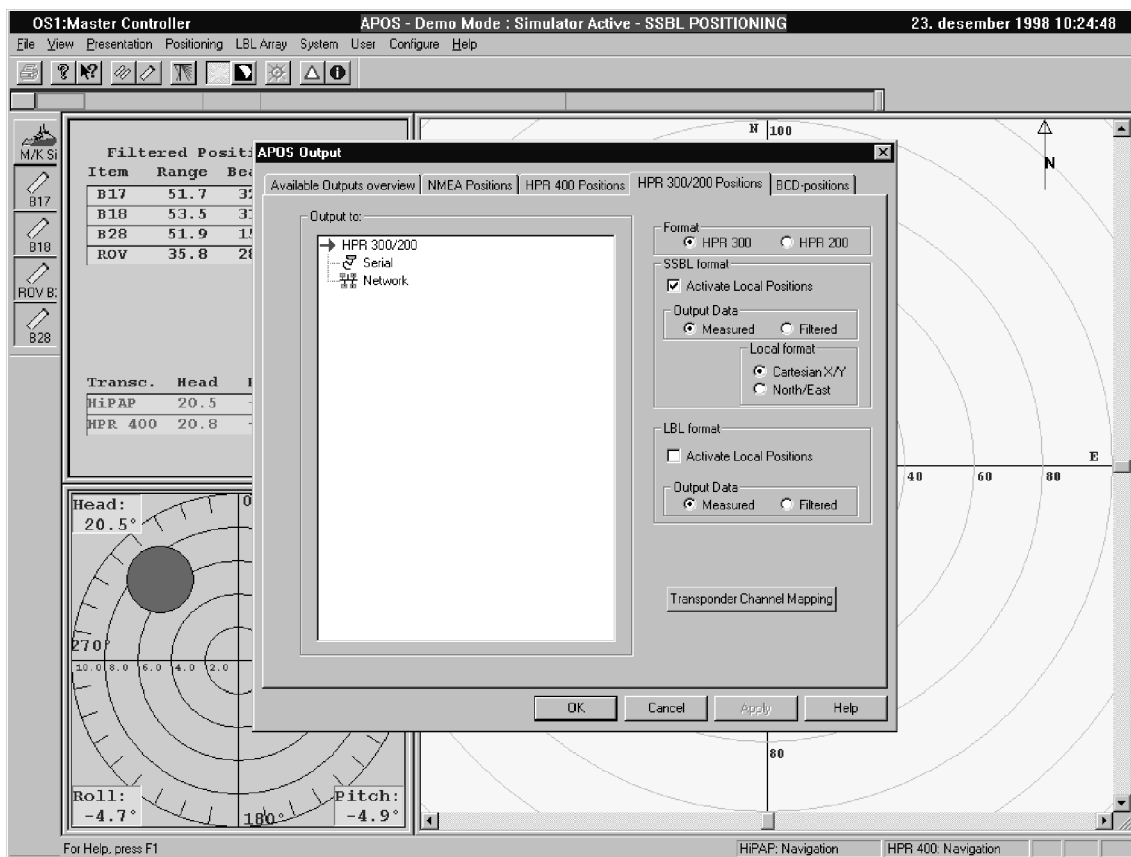 OS1:Master Controller APOS - Demo Mode : Simulator Active - SSBL POSITIONING 23. desember 1998 10:24:48
File View Presentation Positioning LBL Array System User Configure Help
M/K Si
B17
B18
ROV B:
B28
Filtered Positi
Item Range Bea
B17 51.7
B18 53.5
B28 51.9
ROV 35.8 28
Transc. Head
HiPAP 20.5 -
HPR 400 20.8 -
Head:
20.5°
0
270°
10.0 8.0 6.0 4.0 2.0
Roll:
-4.7°
180°
Pitch:
-4.9°
N 100
N
E
40 60 80
80
APOS Output
Available Outputs overview NMEA Positions HPR 400 Positions HPR 300/200 Positions BCD-positions
Output to:
HPR 300/200
Serial
Network
Format
HPR 300 HPR 200
SSBL format
Activate Local Positions
Output Data
Measured Filtered
Local format
Cartesian X/Y
North/East
LBL format
Activate Local Positions
Output Data
Measured Filtered
Transponder Channel Mapping
OK Cancel Apply Help
For Help, press F1 HiPAP: Navigation HPR 400: Navigation